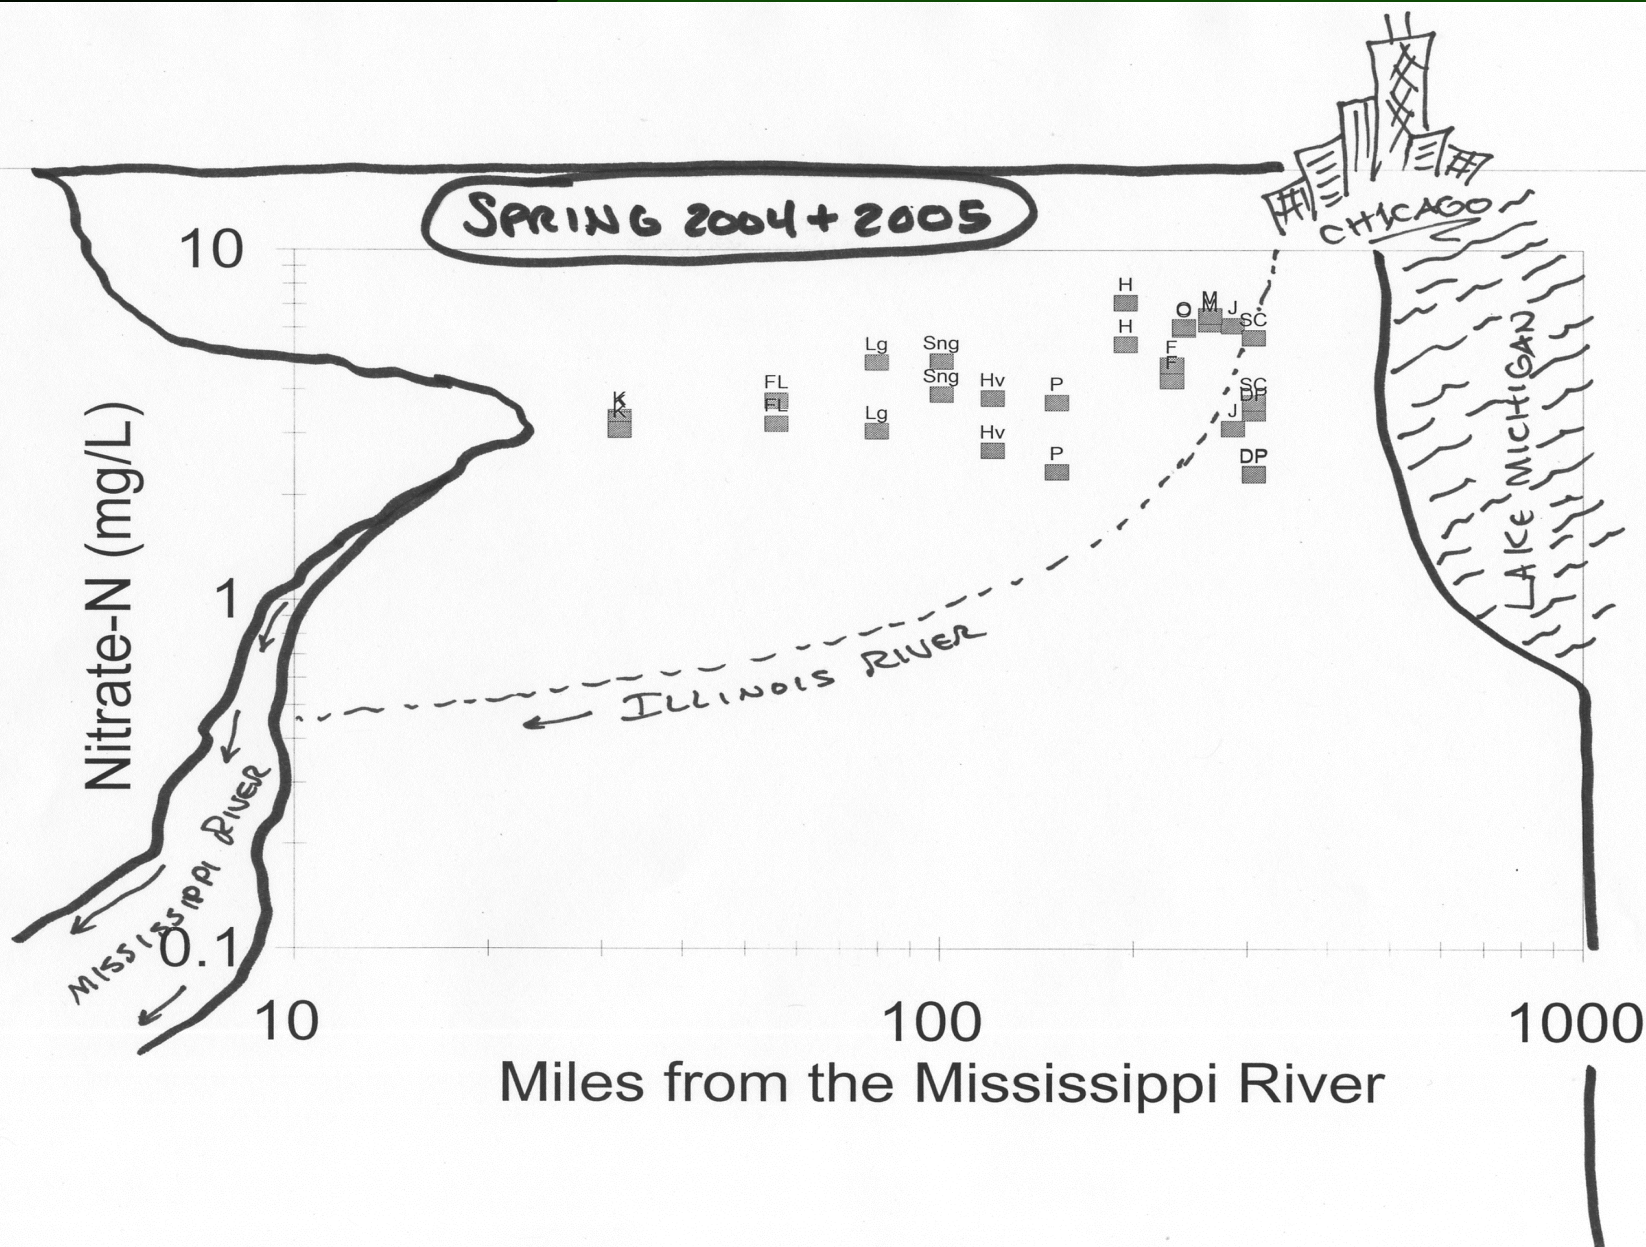 SPRING 2004 + 2005
CHICAGO
10
H
M
M
O
J
SC
H
Lg
Sng
F
F
FL
Sng
Hv
P
SC
DP
K
K
FL
Lg
J
Hv
P
DP
LAKE MICHIGAN
Nitrate-N (mg/L)
1
ILLINOIS RIVER
MISSISSIPPI RIVER
0.1
10
100
1000
Miles from the Mississippi River